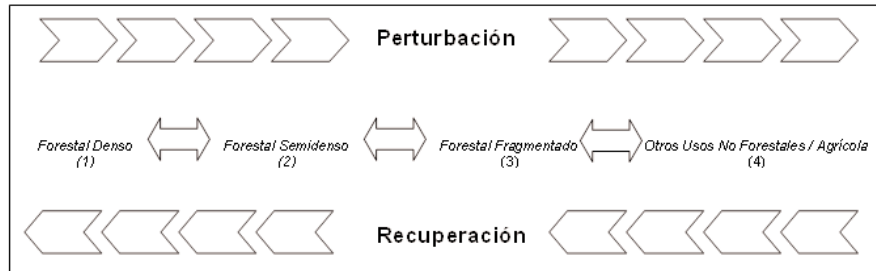 Perturbación
Forestal Denso
(1)
Forestal Semidenso
(2)
Forestal Fragmentado
(3)
Otros Usos No Forestales / Agrícola
(4)
Recuperación